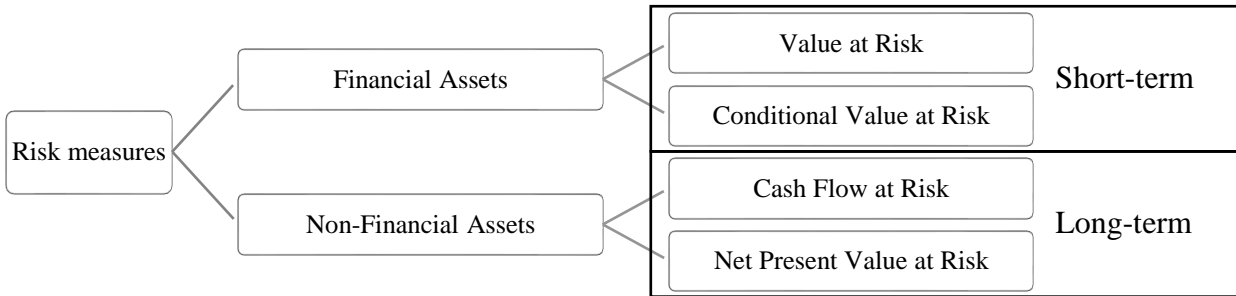 Risk measures
Financial Assets
Non-Financial Assets
Value at Risk
Conditional Value at Risk
Short-term
Cash Flow at Risk
Net Present Value at Risk
Long-term